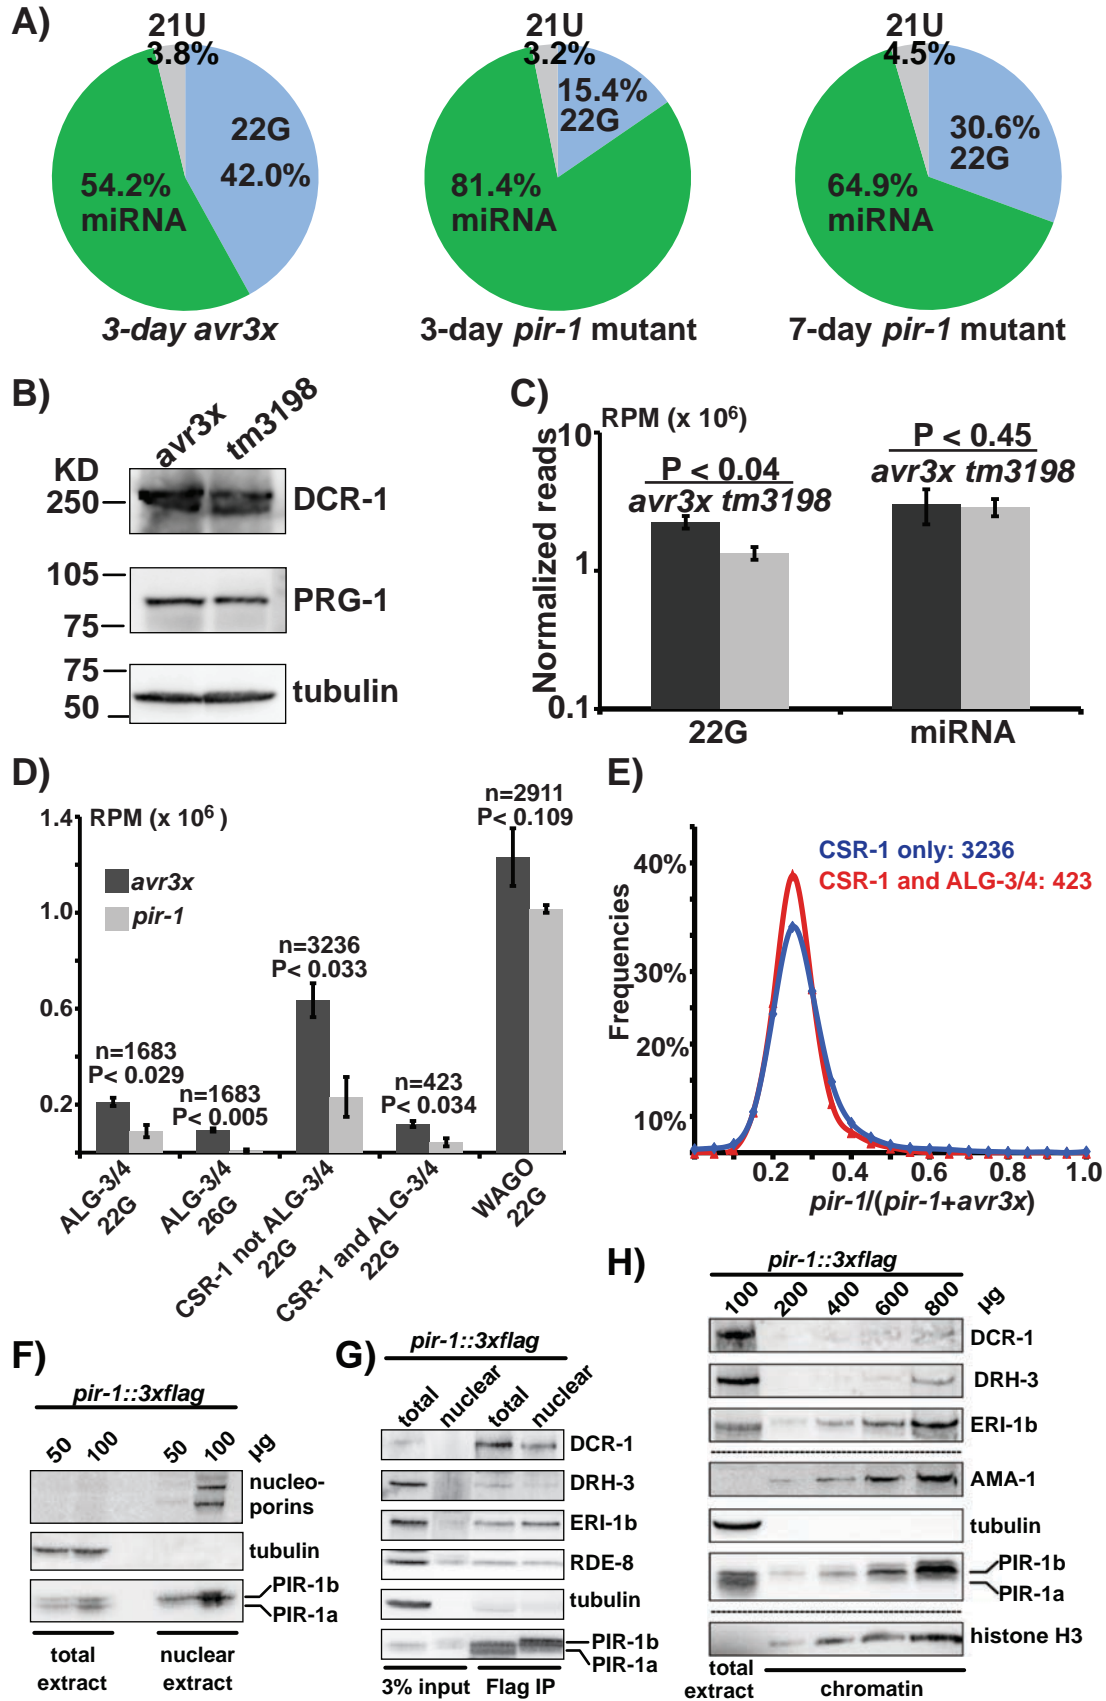 A)
21U
3.8%
22G
42.0%
54.2%
miRNA
3-day avr3x
21U
3.2%
15.4%
22G
81.4%
miRNA
3-day pir-1 mutant
21U
4.5%
30.6%
22G
64.9%
miRNA
7-day pir-1 mutant
B)
avr3x tm3198
KD
250
DCR-1
105
75
PRG-1
75
50
tubulin
C)
RPM (x 10⁶)
Normalized reads
10
1
0.1
P < 0.04
avr3x tm3198
P < 0.45
avr3x tm3198
22G
miRNA
D)
RPM (x 10⁶ )
1.4
1.0
0.6
0.2
avr3x
pir-1
n=1683
P< 0.029
n=1683
P< 0.005
n=3236
P< 0.033
n=423
P< 0.034
n=2911
P< 0.109
ALG-3/4
22G
ALG-3/4
26G
CSR-1 not ALG-3/4
22G
CSR-1 and ALG-3/4
22G
WAGO
22G
E)
CSR-1 only: 3236
CSR-1 and ALG-3/4: 423
Frequencies
40%
30%
20%
10%
0.2 0.4 0.6 0.8 1.0
pir-1/(pir-1+avr3x)
F)
pir-1::3xflag
50 100 50 100 µg
nucleo-
porins
tubulin
PIR-1b
PIR-1a
total
extract
nuclear
extract
G)
pir-1::3xflag
total nuclear total nuclear
DCR-1
DRH-3
ERI-1b
RDE-8
tubulin
PIR-1b
PIR-1a
3% input
Flag IP
H)
pir-1::3xflag
100 200 400 600 800 µg
DCR-1
DRH-3
ERI-1b
AMA-1
tubulin
PIR-1b
PIR-1a
histone H3
total
extract
chromatin